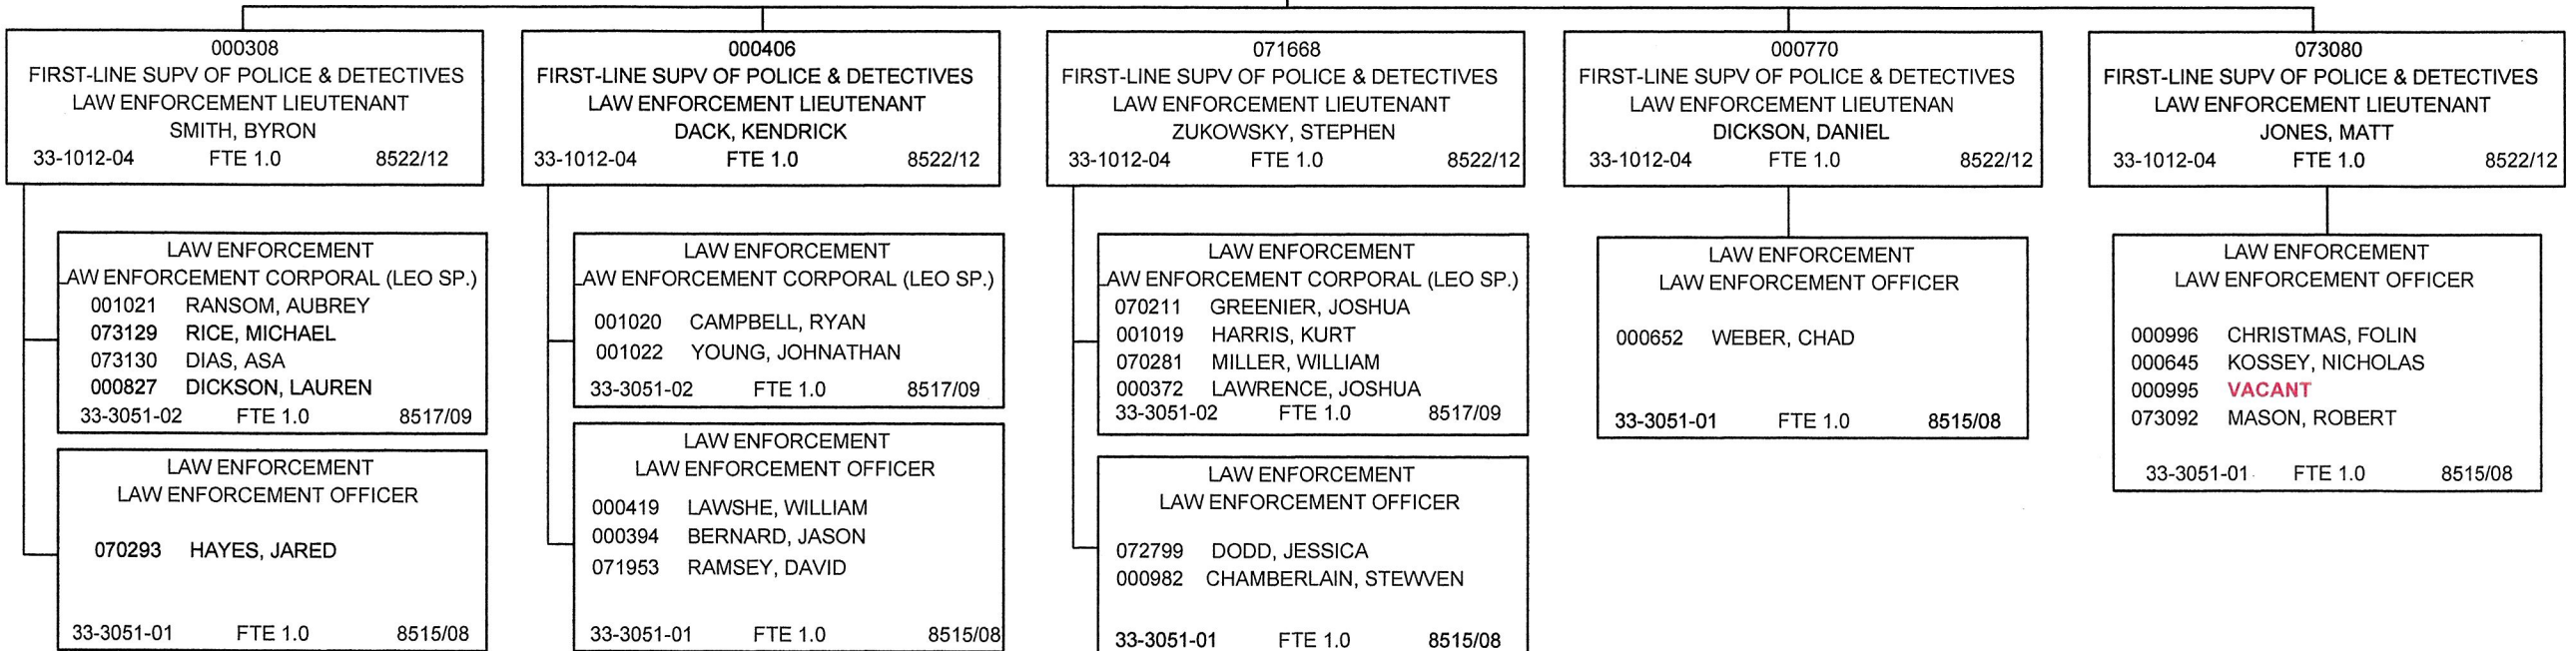 000308
FIRST-LINE SUPV OF POLICE & DETECTIVES
LAW ENFORCEMENT LIEUTENANT
SMITH, BYRON
33-1012-04 FTE 1.0 8522/12
LAW ENFORCEMENT
LAW ENFORCEMENT CORPORAL (LEO SP.)
001021 RANSOM, AUBREY
073129 RICE, MICHAEL
073130 DIAS, ASA
000827 DICKSON, LAUREN
33-3051-02 FTE 1.0 8517/09
LAW ENFORCEMENT
LAW ENFORCEMENT OFFICER
070293 HAYES, JARED
33-3051-01 FTE 1.0 8515/08
000406
FIRST-LINE SUPV OF POLICE & DETECTIVES
LAW ENFORCEMENT LIEUTENANT
DACK, KENDRICK
33-1012-04 FTE 1.0 8522/12
LAW ENFORCEMENT
LAW ENFORCEMENT CORPORAL (LEO SP.)
001020 CAMPBELL, RYAN
001022 YOUNG, JOHNATHAN
33-3051-02 FTE 1.0 8517/09
LAW ENFORCEMENT
LAW ENFORCEMENT OFFICER
000419 LAWSHE, WILLIAM
000394 BERNARD, JASON
071953 RAMSEY, DAVID
33-3051-01 FTE 1.0 8515/08
071668
FIRST-LINE SUPV OF POLICE & DETECTIVES
LAW ENFORCEMENT LIEUTENANT
ZUKOWSKY, STEPHEN
33-1012-04 FTE 1.0 8522/12
LAW ENFORCEMENT
LAW ENFORCEMENT CORPORAL (LEO SP.)
070211 GREENIER, JOSHUA
001019 HARRIS, KURT
070281 MILLER, WILLIAM
000372 LAWRENCE, JOSHUA
33-3051-02 FTE 1.0 8517/09
LAW ENFORCEMENT
LAW ENFORCEMENT OFFICER
072799 DODD, JESSICA
000982 CHAMBERLAIN, STEWVEN
33-3051-01 FTE 1.0 8515/08
000770
FIRST-LINE SUPV OF POLICE & DETECTIVES
LAW ENFORCEMENT LIEUTENAN
DICKSON, DANIEL
33-1012-04 FTE 1.0 8522/12
LAW ENFORCEMENT
LAW ENFORCEMENT OFFICER
000652 WEBER, CHAD
33-3051-01 FTE 1.0 8515/08
073080
FIRST-LINE SUPV OF POLICE & DETECTIVES
LAW ENFORCEMENT LIEUTENANT
JONES, MATT
33-1012-04 FTE 1.0 8522/12
LAW ENFORCEMENT
LAW ENFORCEMENT OFFICER
000996 CHRISTMAS, FOLIN
000645 KOSSEY, NICHOLAS
000995 VACANT
073092 MASON, ROBERT
33-3051-01 FTE 1.0 8515/08